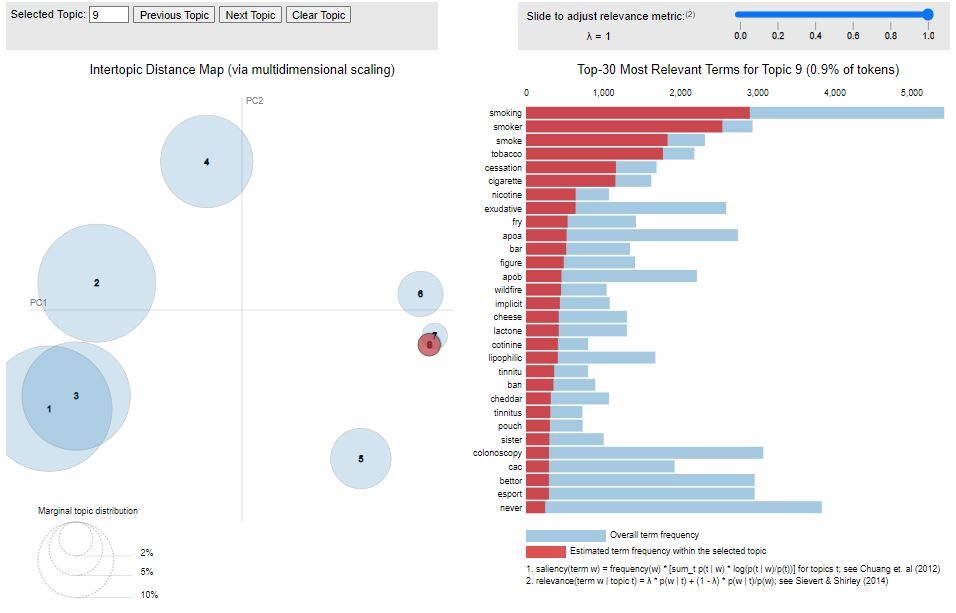 Selected Topic: 9 Previous Topic Next Topic Clear Topic
Slide to adjust relevance metric:(2)
λ = 1
0.0 0.2 0.4 0.6 0.8 1.0
Intertopic Distance Map (via multidimensional scaling)
PC2
PC1
4
2
6
7
3
1
5
Marginal topic distribution
2%
5%
10%
Top-30 Most Relevant Terms for Topic 9 (0.9% of tokens)
0 1,000 2,000 3,000 4,000 5,000
smoking
smoker
smoke
tobacco
cessation
cigarette
nicotine
exudative
fry
apoa
bar
figure
apob
wildfire
implicit
cheese
lactone
cotinine
lipophilic
tinnitu
ban
cheddar
tinnitus
pouch
sister
colonoscopy
cac
bettor
esport
never
Overall term frequency
Estimated term frequency within the selected topic
1. saliency(term w) = frequency(w) * [sum_t p(t | w) * log(p(t | w)/p(t))] for topics t; see Chuang et. al (2012)
2. relevance(term w | topic t) = λ * p(w | t) + (1 - λ) * p(w | t)/p(w); see Sievert & Shirley (2014)